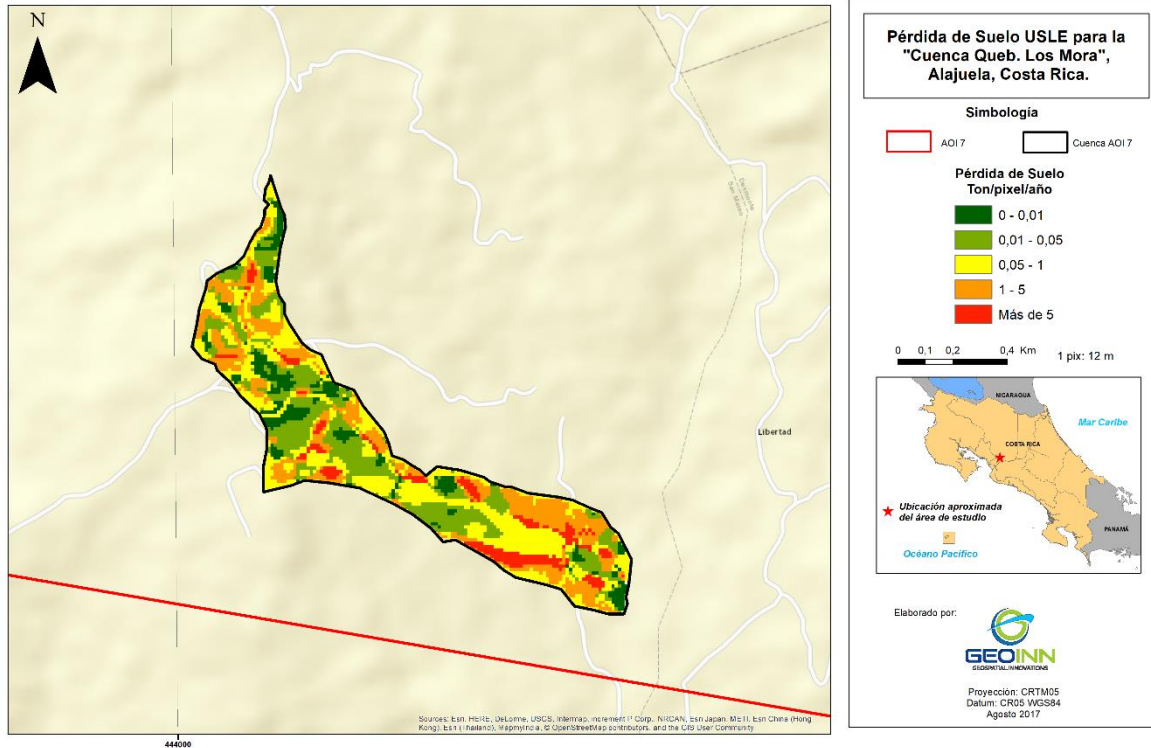 N
Desmonte
San Mateo
Libertad
Sources: Esri, HERE, DeLorme, USGS, Intermap, increment P Corp., NRCAN, Esri Japan, METI, Esri China (Hong
Kong), Esri (Thailand), MapmyIndia, © OpenStreetMap contributors, and the GIS User Community
444000
Pérdida de Suelo USLE para la
"Cuenca Queb. Los Mora",
Alajuela, Costa Rica.
Simbología
AOI 7
Cuenca AOI 7
Pérdida de Suelo
Ton/pixel/año
0 - 0,01
0,01 - 0,05
0,05 - 1
1 - 5
Más de 5
0 0,1 0,2 0,4 Km
1 pix: 12 m
NICARAGUA
Mar Caribe
COSTA RICA
Ubicación aproximada
del área de estudio
PANAMÁ
Océano Pacífico
Elaborado por:
GEOINN
GEOSPATIAL INNOVATIONS
Proyección: CRTM05
Datum: CR05 WGS84
Agosto 2017